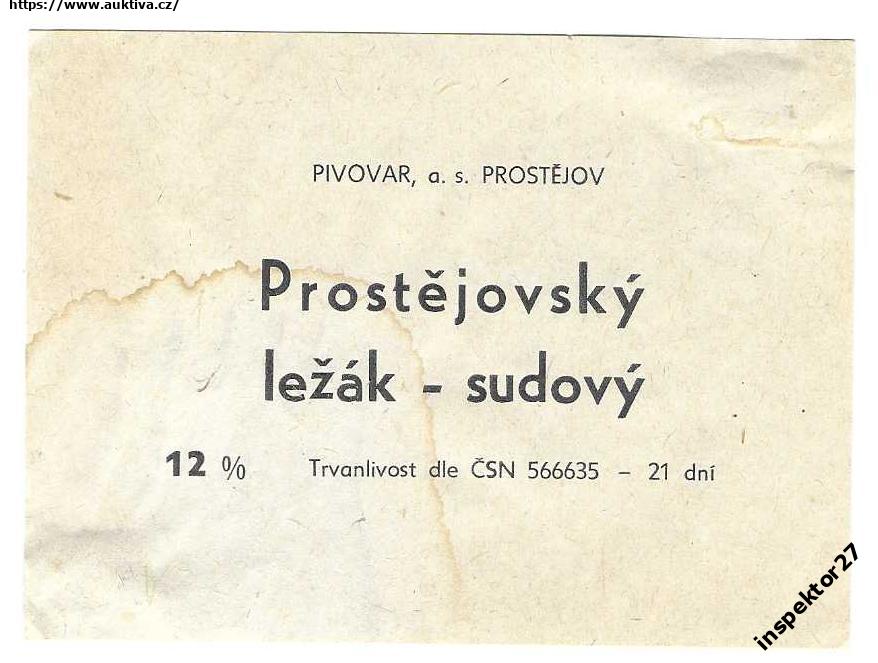 https://www.auktiva.cz/
PIVOVAR, a. s. PROSTĚJOV
Prostějovský
ležák - sudový
12 % Trvanlivost dle ČSN 566635 – 21 dní
inspektor27